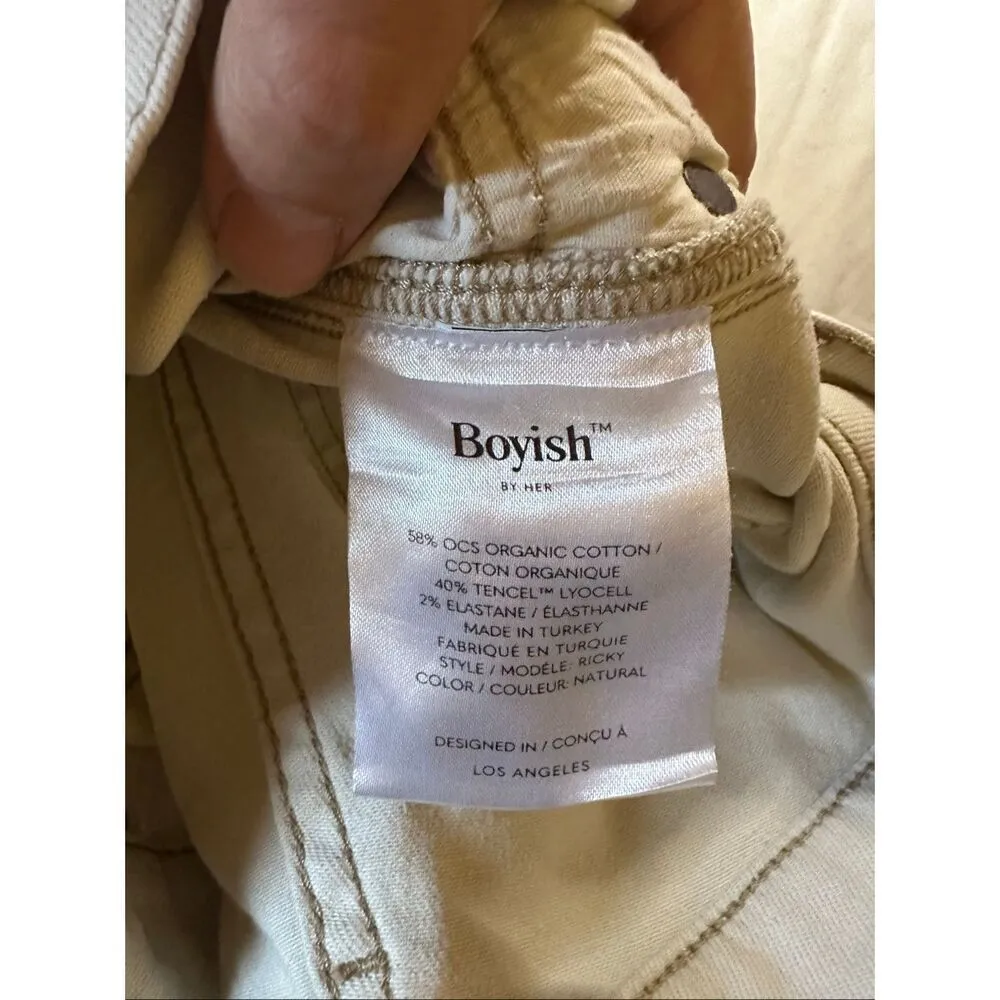 Boyish™
BY HER
58% OCS ORGANIC COTTON /
COTON ORGANIQUE
40% TENCEL™ LYOCELL
2% ELASTANE / ÉLASTHANNE
MADE IN TURKEY
FABRIQUÉ EN TURQUIE
STYLE / MODÈLE: RICKY
COLOR / COULEUR: NATURAL
DESIGNED IN / CONÇU À
LOS ANGELES